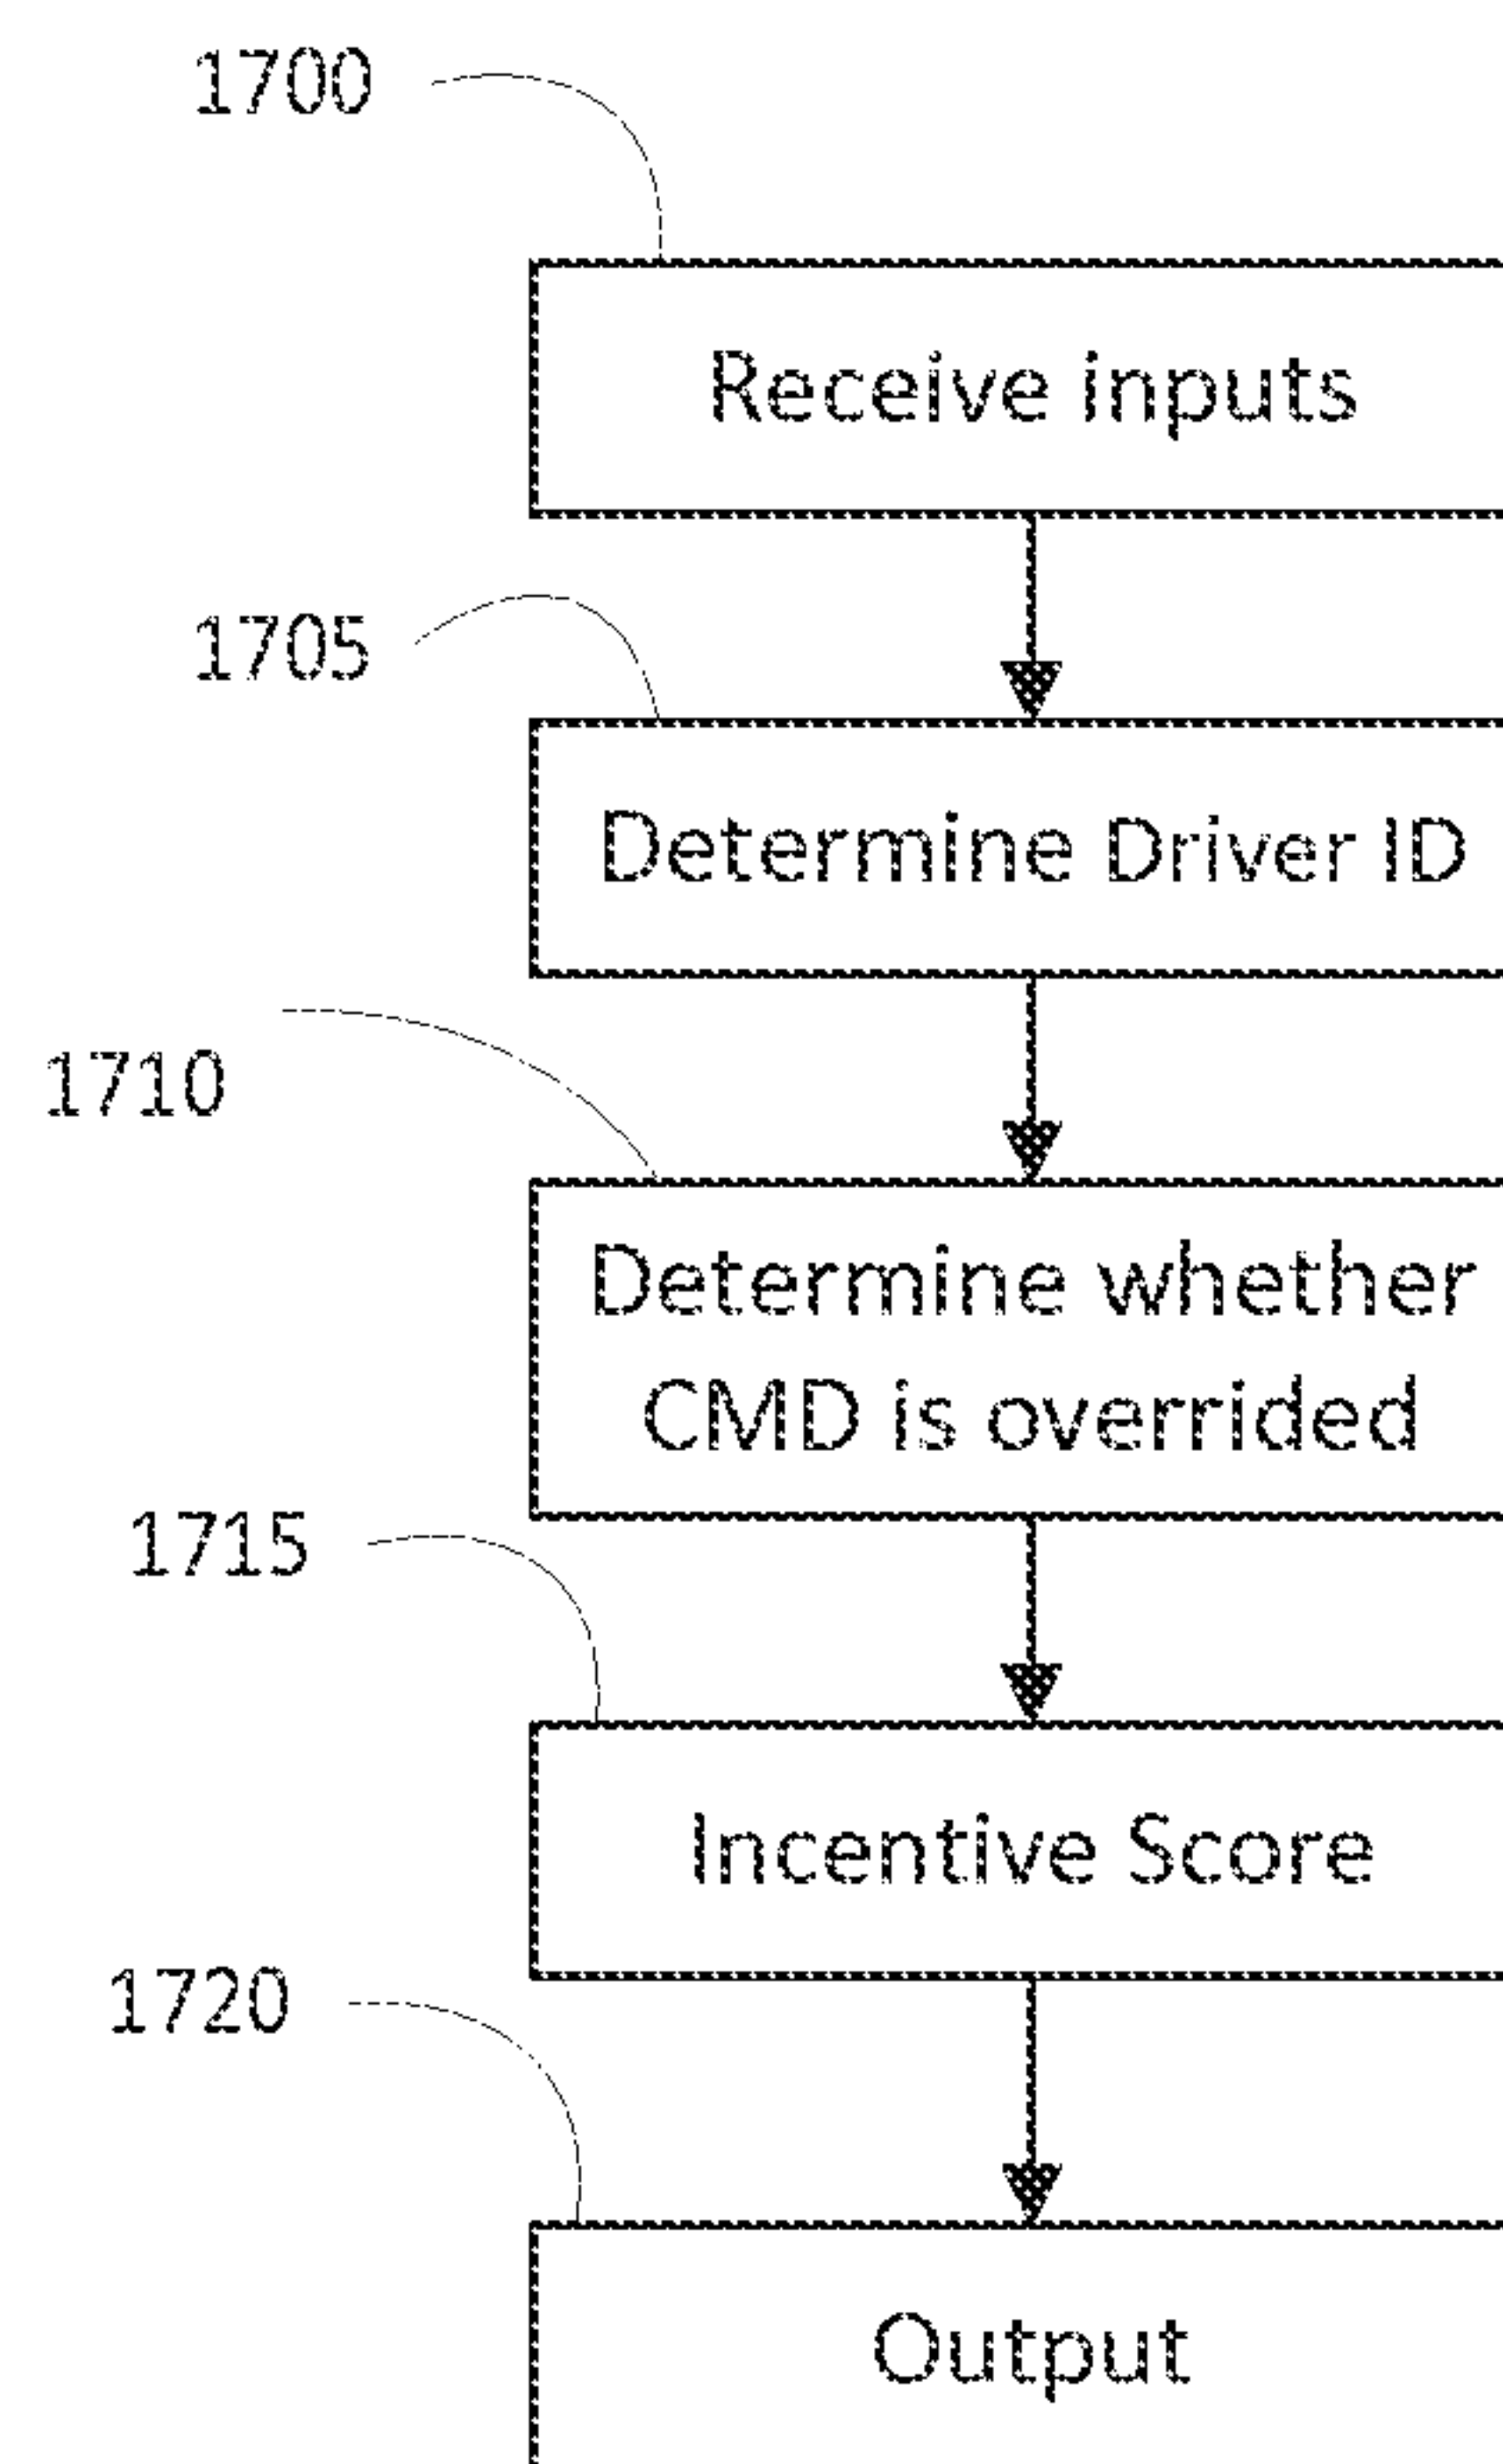 1700
Receive inputs
1705
Determine Driver ID
1710
Determine whether
CMD is overrided
1715
Incentive Score
1720
Output